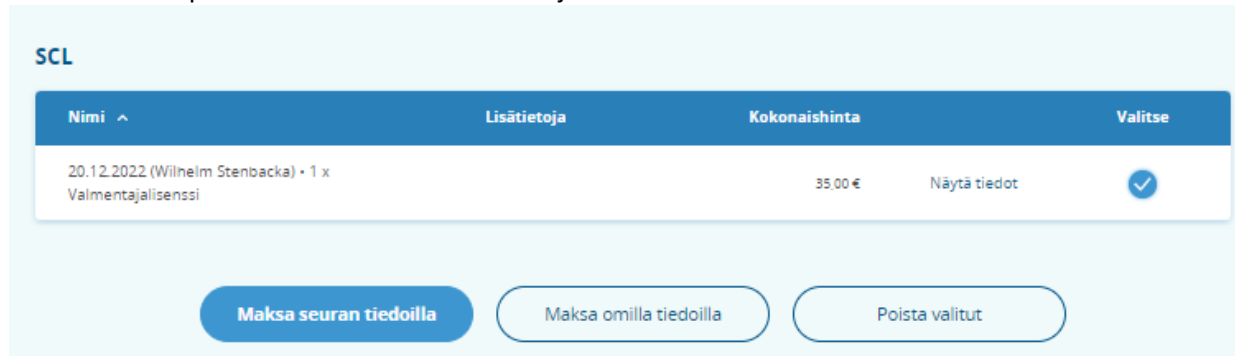 SCL
Nimi Lisätietoja Kokonaishinta Valitse
20.12.2022 (Wilhelm Stenbacka) • 1 x
Valmentajalisenssi
35,00 € Näytä tiedot
Maksa seuran tiedoilla Maksa omilla tiedoilla Poista valitut